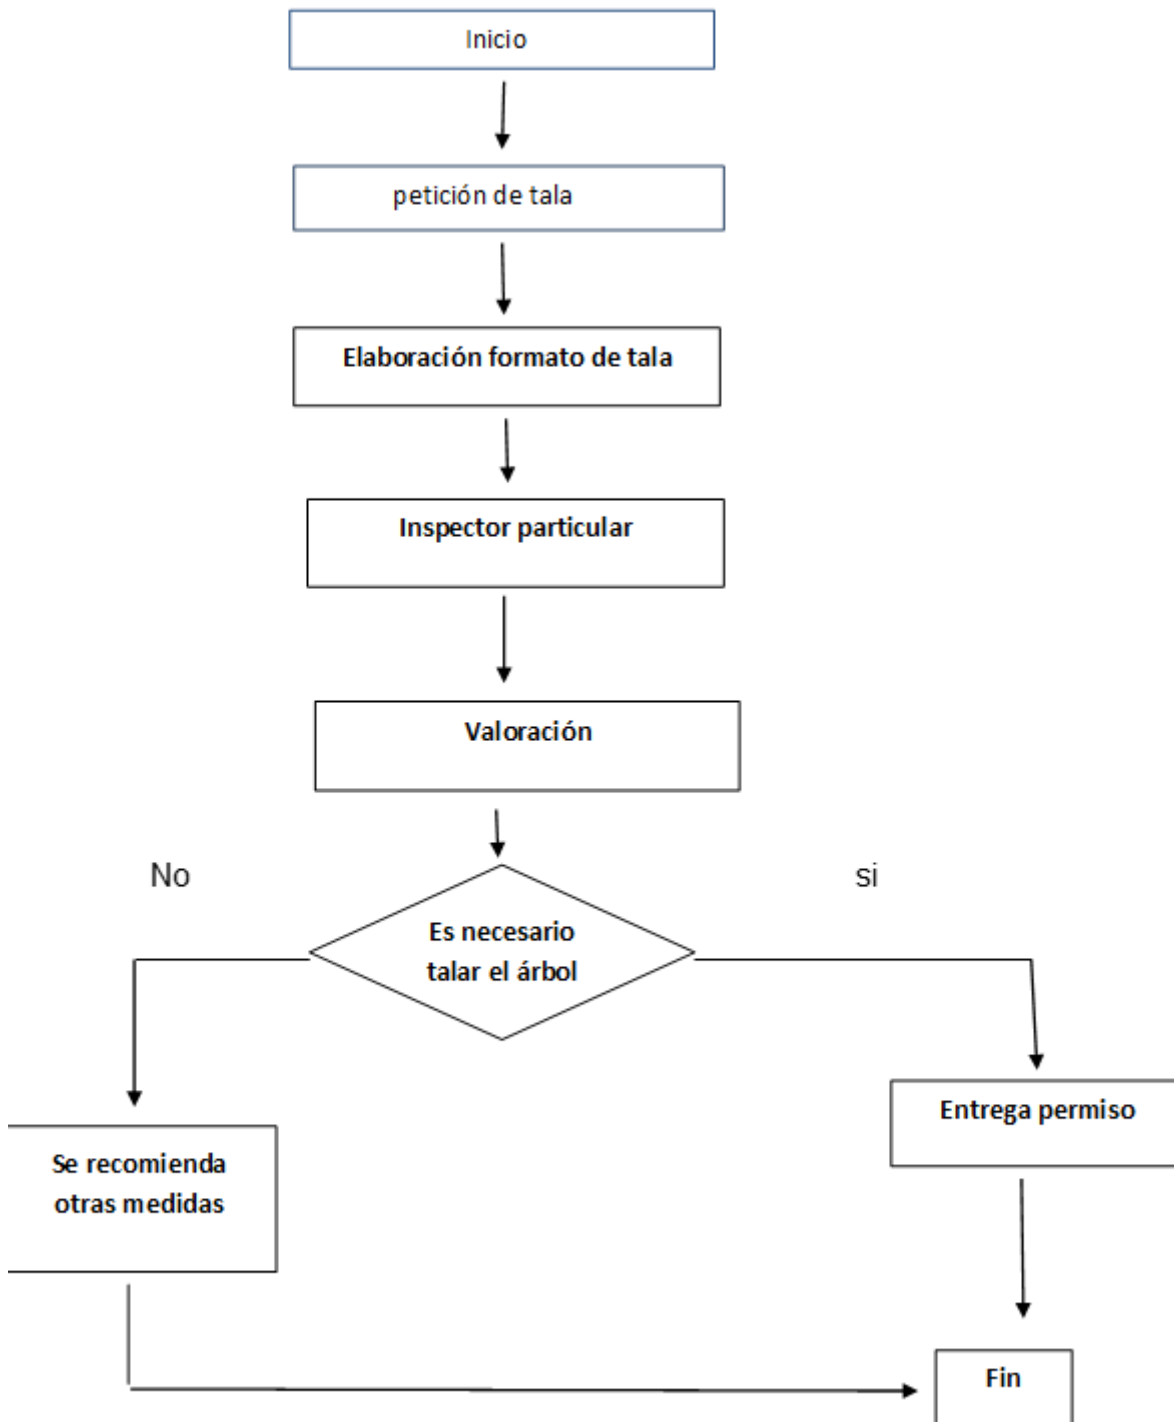 Inicio
petición de tala
Elaboración formato de tala
Inspector particular
Valoración
No
si
Es necesario
talar el árbol
Entrega permiso
Se recomienda
otras medidas
Fin